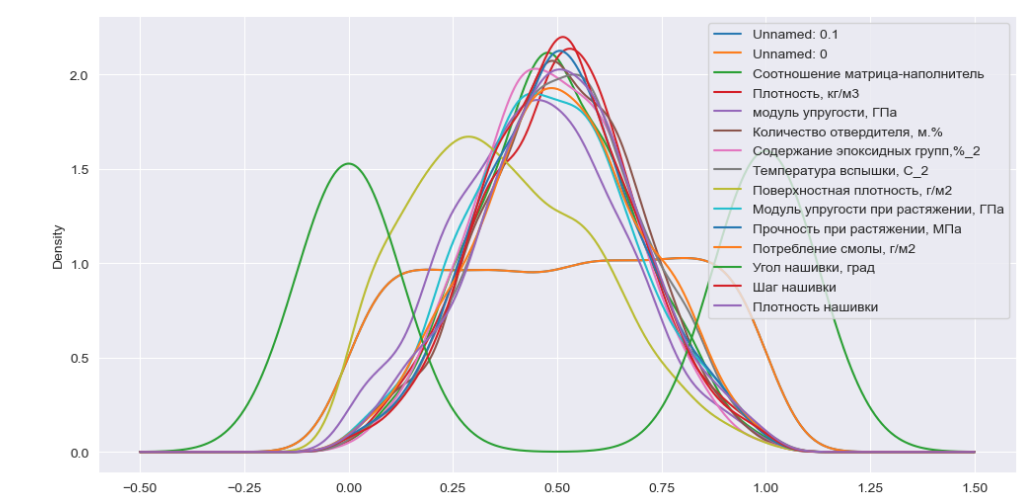 Density
2.0
1.5
1.0
0.5
0.0
-0.50
-0.25
0.00
0.25
0.50
0.75
1.00
1.25
1.50
Unnamed: 0.1
Unnamed: 0
Соотношение матрица-наполнитель
Плотность, кг/м3
модуль упругости, ГПа
Количество отвердителя, м.%
Содержание эпоксидных групп,%_2
Температура вспышки, С_2
Поверхностная плотность, г/м2
Модуль упругости при растяжении, ГПа
Прочность при растяжении, МПа
Потребление смолы, г/м2
Угол нашивки, град
Шаг нашивки
Плотность нашивки